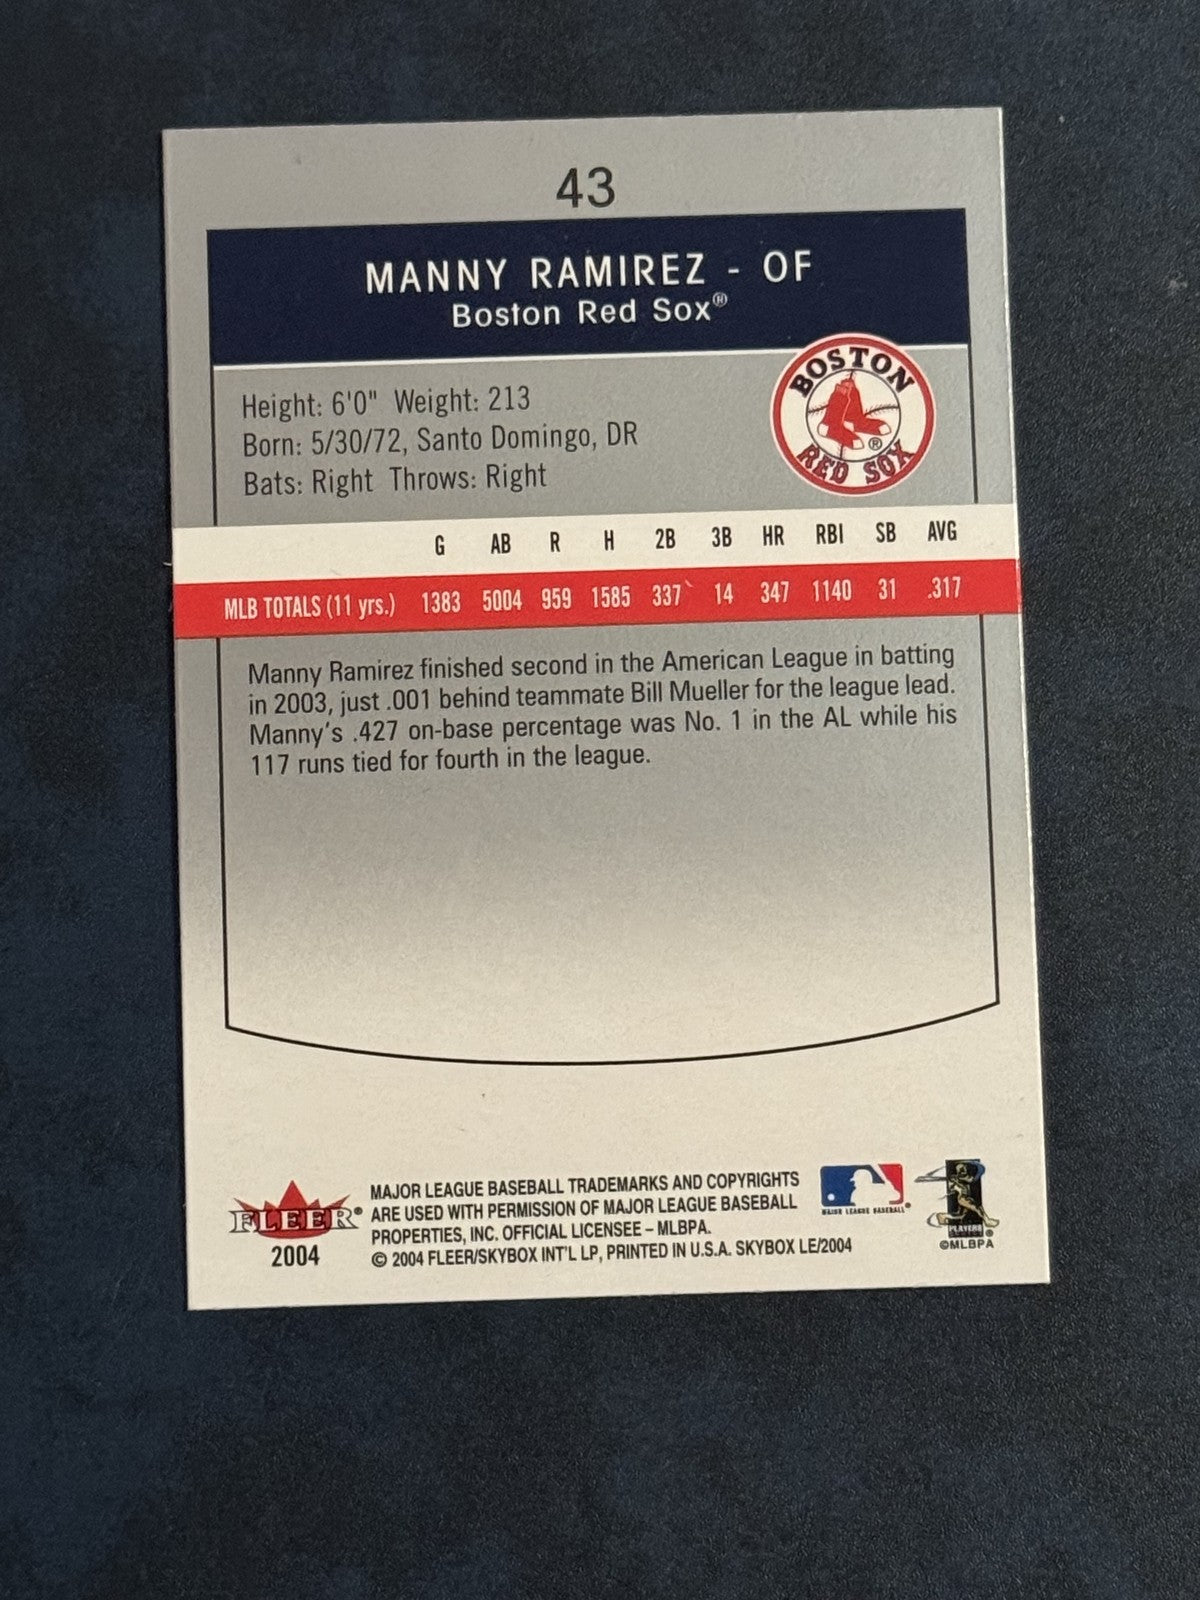 43
MANNY RAMIREZ - OF
Boston Red Sox®
BOSTON
RED SOX
®
Height: 6'0" Weight: 213
Born: 5/30/72, Santo Domingo, DR
Bats: Right Throws: Right
G AB R H 2B 3B HR RBI SB AVG
MLB TOTALS (11 yrs.) 1383 5004 959 1585 337 14 347 1140 31 .317
Manny Ramirez finished second in the American League in batting
in 2003, just .001 behind teammate Bill Mueller for the league lead.
Manny's .427 on-base percentage was No. 1 in the AL while his
117 runs tied for fourth in the league.
FLEER®
2004
MAJOR LEAGUE BASEBALL TRADEMARKS AND COPYRIGHTS
ARE USED WITH PERMISSION OF MAJOR LEAGUE BASEBALL
PROPERTIES, INC. OFFICIAL LICENSEE – MLBPA.
© 2004 FLEER/SKYBOX INT'L LP, PRINTED IN U.S.A. SKYBOX LE/2004
MAJOR LEAGUE BASEBALL®
PLAYERS
®
©MLBPA